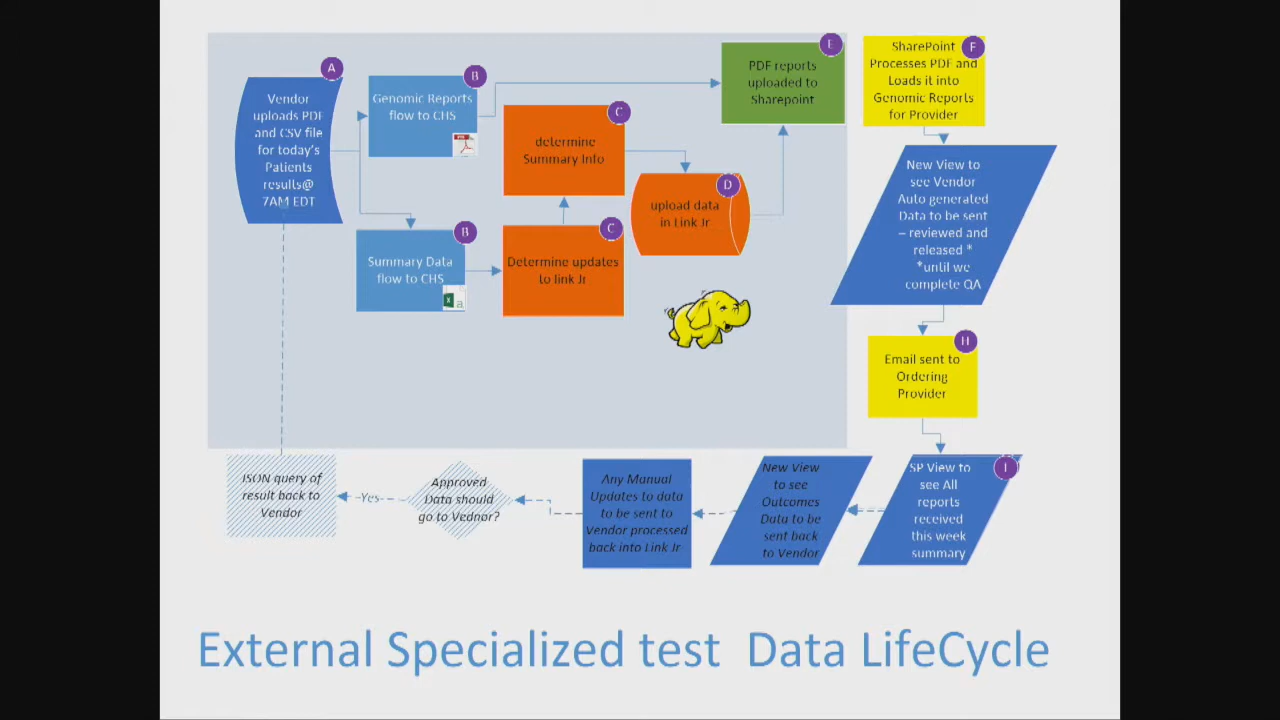 A
Vendor
uploads PDF
and CSV file
for today's
Patients
results@
7AM EDT
B
Genomic Reports
flow to CHS
B
Summary Data
flow to CHS
a
C
determine
Summary Info
C
Determine updates
to link Jr
D
upload data
in Link Jr
E
PDF reports
uploaded to
Sharepoint
F
SharePoint
Processes PDF and
Loads it into
Genomic Reports
for Provider
New View to
see Vendor
Auto generated
Data to be sent
– reviewed and
released *
*until we
complete QA
H
Email sent to
Ordering
Provider
I
SP View to
see All
reports
received
this week
summary
New View
to see
Outcomes
Data to be
sent back
to Vendor
Any Manual
Updates to data
to be sent to
Vendor processed
back into Link Jr
Approved
Data should
go to Vednor?
Yes
JSON query of
result back to
Vendor
External Specialized test Data LifeCycle